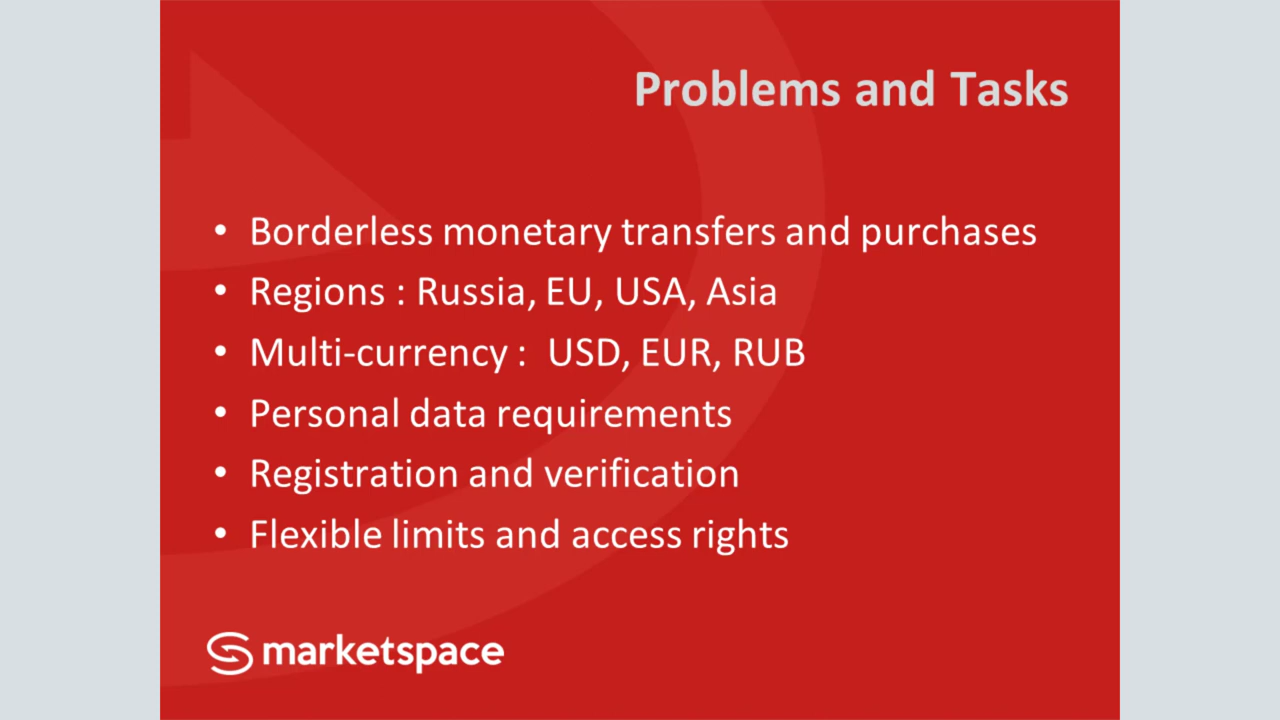 Problems and Tasks
• Borderless monetary transfers and purchases
• Regions : Russia, EU, USA, Asia
• Multi-currency : USD, EUR, RUB
• Personal data requirements
• Registration and verification
• Flexible limits and access rights
marketspace